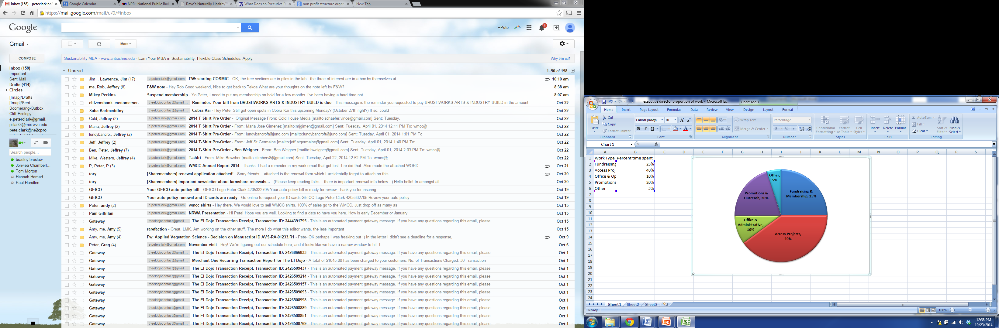 Inbox (158) - peteclark.ne2
Google Calendar
NPR : National Public Rad
Dave's Naturally Healthy
What Does an Executive D
non profit structure organ
New Tab
https://mail.google.com/mail/u/0/#inbox
Google
+Pete
1
Gmail
More
COMPOSE
Sustainability MBA - www.antiochne.edu - Earn Your MBA in Sustainability. Flexible Class Schedules. Apply.
Why this ad?
Inbox (158)
Important
Sent Mail
Drafts (414)
Circles
[Imap]/Drafts
[Imap]/Sent
Boomerang-Outbox
Cliff Ecology
e.peterclark@gmail....
pclark3@mix.wvu.edu
pete.clark@ne2cpro...
Search people...
bradley breslow
Jonviea Chamberl...
Tom Morton
Hannah Hamad
Paul Handlen
Unread
1–50 of 158
Jim .. Lawrence, Jim (17) e.peterclark@gmail.com FW: starting COSMIC - OK, the tree sections are in piles in the lab - the three of interest are in a box by themselves at 10:10 am
me, Rob, Jeffrey (8) F&W note - Hey Rob Good weekend, Nice to get back to Tekoa What are your thoughts on the note left by F&W? 8:38 am
Mikey Perkins Suspend membership - Yo Peter, I need to put my membership on hold for a few months. I've been having a hard time not 8:07 am
citizensbank_customerser. theeldojocontact@gmail.... Reminder: Your bill from BRUSHWORKS ARTS & INDUSTRY BUILD is due - This message is the reminder you requested to pay BRUSHWORKS ARTS & INDUSTRY BUILD in the amount Oct 22
Saba Karimeddiny theeldojocontact@gmail.... Cobra Kai - Hey Pete, Still got open spots in Cobra Kai this upcoming Monday? (October 27th right?) If so, could Oct 22
Cold, Jeffrey (2) e.peterclark@gmail.com 2014 T-Shirt Pre-Order - Original Message From: Cold House Media [mailto:schaefer.vince@gmail.com] Sent: Tuesday, Oct 22
Maria, Jeffrey (2) e.peterclark@gmail.com 2014 T-Shirt Pre-Order - From: Maria Jose Gimenez [mailto:mjgimen@gmail.com] Sent: Tuesday, April 01, 2014 12:11 PM To: wmcc@ Oct 22
lundybancro., Jeffrey (2) e.peterclark@gmail.com 2014 T-Shirt Pre-Order - From: lundybancroft@juno.com [mailto:lundybancroft@juno.com] Sent: Tuesday, April 01, 2014 1:01 PM To Oct 22
Jeff, Jeffrey (2) e.peterclark@gmail.com 2014 T-Shirt Pre-Order - From: Jeff St.Germaine [mailto:jeff.stgermaine@gmail.com] Sent: Tuesday, April 01, 2014 1:40 PM To: Oct 22
Ben, Peter, Jeffrey (7) e.peterclark@gmail.com 2014 T-Shirt Pre-Order - Ben Weigner - From: Ben Weigner [mailto:bweigner@gmail.com] Sent: Tuesday, April 01, 2014 2:03 PM To: wmcc@ Oct 22
Mike, Western, Jeffrey (4) e.peterclark@gmail.com T-shirt - From: Mike Bowsher [mailto:climberv8@gmail.com] Sent: Tuesday, April 22, 2014 12:52 PM To: wmcc@ Oct 22
P, Peter, P (3) e.peterclark@gmail.com WMCC Annual Report 2014 - Thanks. I had a reminder in my work email that got lost. I re-did that. Also made the attached WORD Oct 21
tory [Sharemembers] renewal application attached! - Sorry friends... attached is the renewal form which I accidentally forgot to attach on this Oct 20
tory [Sharemembers] important newsletter about farmshare renewals... - (Please keep reading folks... there is important renewal info below...) Hello hello! In amongst all Oct 20
GEICO Your GEICO auto policy bill - GEICO Logo Peter Clark 4205332705 Your auto policy bill is ready for review Thank you for insuring Oct 19
GEICO Your auto policy renewal and ID cards are ready - Go online to request your ID cards GEICO Logo Peter Clark 4205332705 Review your auto policy Oct 19
Peter, andy (2) e.peterclark@gmail.com wmcc shirts - Hey there, We would love to sell WMCC shirts. 100% of sales go to the WMCC. Just drop off as many as Oct 15
Pam Gilfillan e.peterclark@gmail.com NRWA Presentation - Hi Pete! Hope you are well. Looking to find a date to have you here. How is early December or January Oct 15
Gateway theeldojocontact@gmail.... The El Dojo Transaction Receipt, Transaction ID: 2444391795 - This is an automated payment gateway message. If you have any questions regarding this email, please Oct 15
Amy, me, Amy (5) rarefaction - Great. LMK. Am working on the other stuff. The more I do what this editor wants, the less important Oct 15
Amy, me, Amy (4) Fw: Applied Vegetation Science - Decision on Manuscript ID AVS-RA-01233.R1 - Pete- OK perhaps I was freaking out :) In the letter I didn't see a deadline for a response, Oct 9
Peter, Greg (4) e.peterclark@gmail.com November visit - Hey! We're figuring out our schedule here, and it looks like we have a narrow window to hit. I Oct 6
Gateway theeldojocontact@gmail.... The El Dojo Transaction Receipt, Transaction ID: 2426866833 - This is an automated payment gateway message. If you have any questions regarding this email, please Oct 1
Gateway theeldojocontact@gmail.... Merchant One Recurring Transaction Report for The El Dojo - A total of $1045.00 has been charged to your customers. No. of Transactions Charged: 30 Transaction Oct 1
Gateway theeldojocontact@gmail.... The El Dojo Transaction Receipt, Transaction ID: 2426509437 - This is an automated payment gateway message. If you have any questions regarding this email, please Oct 1
Gateway theeldojocontact@gmail.... The El Dojo Transaction Receipt, Transaction ID: 2426509214 - This is an automated payment gateway message. If you have any questions regarding this email, please Oct 1
Gateway theeldojocontact@gmail.... The El Dojo Transaction Receipt, Transaction ID: 2426509157 - This is an automated payment gateway message. If you have any questions regarding this email, please Oct 1
Gateway theeldojocontact@gmail.... The El Dojo Transaction Receipt, Transaction ID: 2426509093 - This is an automated payment gateway message. If you have any questions regarding this email, please Oct 1
Gateway theeldojocontact@gmail.... The El Dojo Transaction Receipt, Transaction ID: 2426508998 - This is an automated payment gateway message. If you have any questions regarding this email, please Oct 1
Gateway theeldojocontact@gmail.... The El Dojo Transaction Receipt, Transaction ID: 2426508889 - This is an automated payment gateway message. If you have any questions regarding this email, please Oct 1
Gateway theeldojocontact@gmail.... The El Dojo Transaction Receipt, Transaction ID: 2426508851 - This is an automated payment gateway message. If you have any questions regarding this email, please Oct 1
Gateway theeldojocontact@gmail.... The El Dojo Transaction Receipt, Transaction ID: 2426508769 - This is an automated payment gateway message. If you have any questions regarding this email, please Oct 1
executive director proportion of work - Microsoft Ex...
Chart Tools
Home Insert Page Layout Formulas Data Review View Design Layout Format
Paste
Cut
Copy
Format Painter
Clipboard
Calibri (Body) 10
B I U
Font
Wrap Text
Merge & Center
Alignment
Percentage
$ % ,
Number
Conditional Formatting
Format as Table
Cell Styles
Styles
Insert Delete Format
Cells
AutoSum
Fill
Clear
Sort & Filter
Find & Select
Editing
Chart 1
fx
A B C D E F G H I J K L M N O P Q R S
1 Work Type Percent time spent
2 Fundraising 25%
3 Access Proj 40%
4 Office & Op 10%
5 Promotions 20%
6 Other 5%
7
8
9
10
11
12
13
14
15
16
17
18
19
20
21
22
23
24
Other,
5%
Fundraising &
Membership, 25%
Promotions &
Outreach, 20%
Office &
Administrative,
10%
Access Projects,
40%
Sheet1 Sheet2 Sheet3
Ready
100%
12:38 PM
10/23/2014